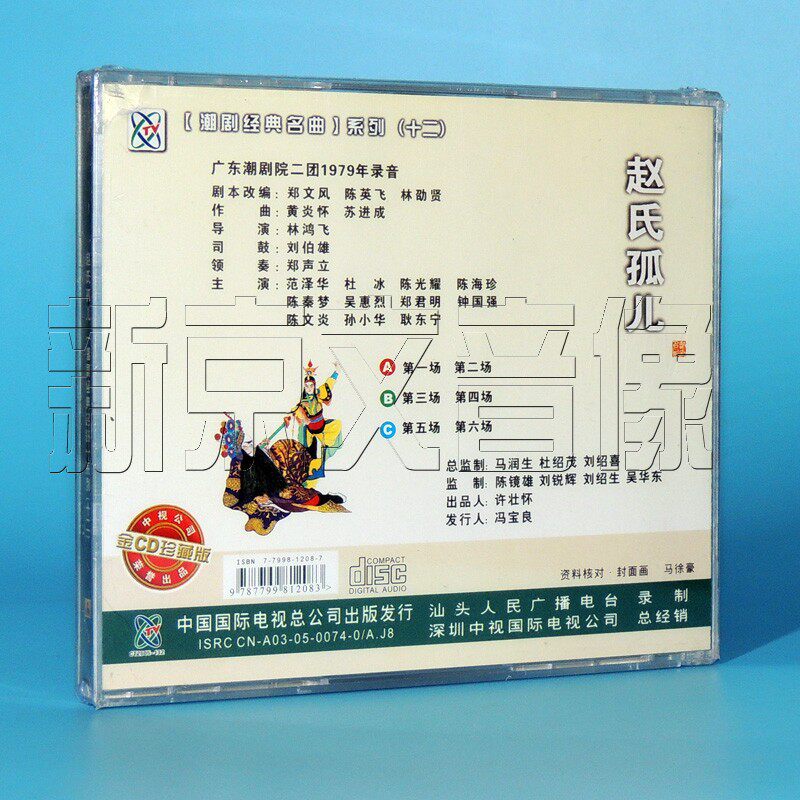 TV
【潮剧经典名曲】系列（十二）
赵氏孤儿
广东潮剧院二团1979年录音
剧本改编：郑文风 陈英飞 林劭贤
作 曲：黄炎怀 苏进成
导 演：林鸿飞
司 鼓：刘伯雄
领 奏：郑声立
主 演：范泽华 杜 冰 陈光耀 陈海珍
陈秦梦 吴惠烈 郑君明 钟国强
陈文炎 孙小华 耿东宁
A 第一场 第二场
B 第三场 第四场
C 第五场 第六场
新京文音像
总监制：马润生 杜绍茂 刘绍喜
监 制：陈镜雄 刘锐辉 刘绍生 吴华东
出品人：许壮怀
发行人：冯宝良
中视公司
金CD珍藏版
荣誉出品
ISBN 7-7998-1208-7
9787799812083
COMPACT
disc
DIGITAL AUDIO
资料核对·封面画 马徐豪
TV
中国国际电视总公司出版发行
ISRC CN-A03-05-0074-0/A.J8
汕头人民广播电台 录 制
深圳中视国际电视公司 总经销